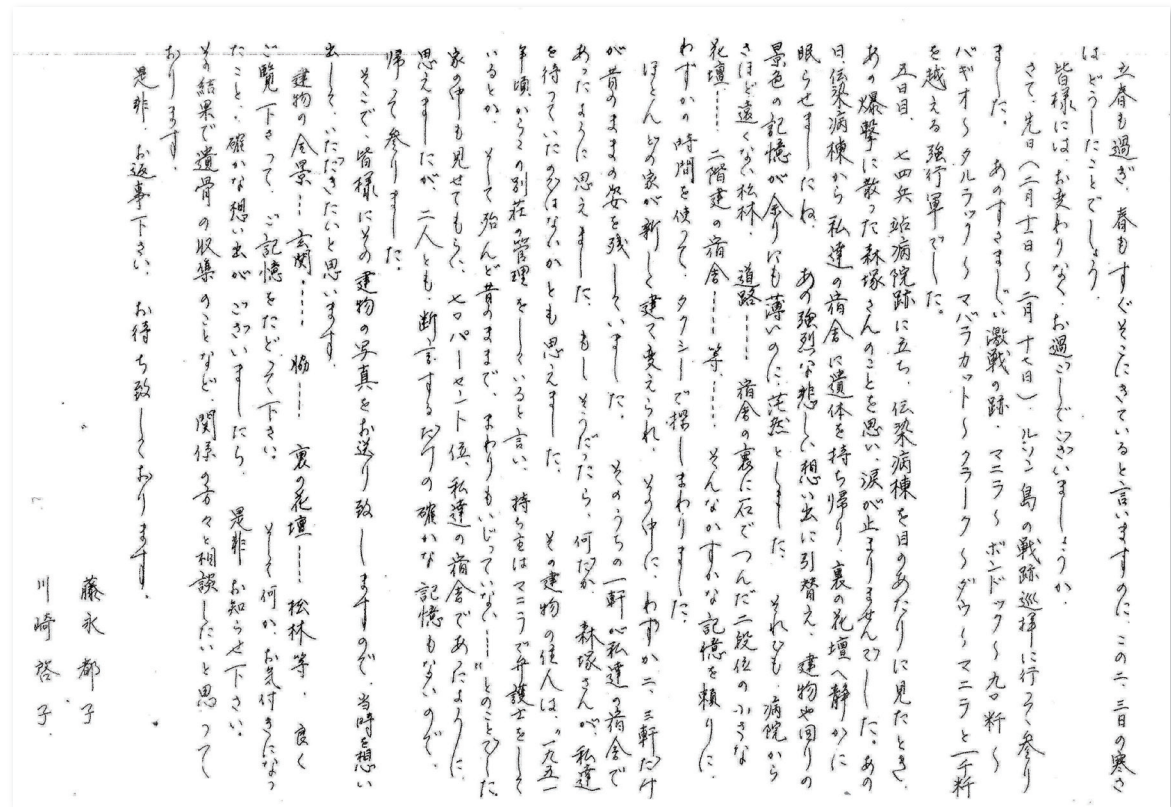 立春も過ぎ、春もすぐそこにきていると言いますのに、この二、三日の寒さ
はどうしたことでしょう。
皆様には、お変わりなく、お過ごしでございましょうか。
さて、先日(二月十一日〜二月十七日)、ルソン島の戦跡巡拝に行って参り
ました。あのすさまじい激戦の跡、マニラ〜ボンドック〜九〇粁〜
バギオ〜タルラック〜マバラカット〜クラーク〜ダウ〜マニラと一千粁
を越える強行軍でした。
五日目、七四兵站病院跡に立ち、伝染病棟を目のあたりに見たとき、
あの爆撃に散った森塚さんのことを思い、涙が止まりませんでした。あの
日、伝染病棟から私達の宿舎に遺体を持ち帰り、裏の花壇へ静かに
眠らせましたね。あの強烈な悲しい想い出に引替え、建物や回りの
景色の記憶が余りにも薄いのに、茫然としました。それでも、病院から
さほど遠くない松林、道路……宿舎の裏に石でつんだ二段位の小さな
花壇……二階建の宿舎……等……そんなかすかな記憶を頼りに、
わずかの時間を使って、タクシーで探しまわりました。
ほとんどの家が新しく建て変えられ、その中に、わずか二、三軒だけ
が昔のままの姿を残していました。そのうちの一軒が私達の宿舎で
あったように思えました。もしそうだったら、何だか、森塚さんが、私達
を待っていたのではないかとも思えました。その建物の住人は、"一九五一
年頃からこの別荘の管理をしていると言い、持ち主はマニラで弁護士をして
いるとか、そして殆んど昔のままで、まわりもいじっていない……"とのことでした。
家の中も見せてもらい、七〇パーセント位、私達の宿舎であったように、
思えましたが、二人とも、断言するだけの確かな記憶もないので、
帰って参りました。
そこで、皆様にその建物の写真をお送り致しますので、当時を想い
出して、いただきたいと思います。
建物の全景……玄関……脇……裏の花壇……松林等、良く
ご覧下さって、ご記憶をたどって下さい。そして何か、お気付きになっ
たこと、確かな想い出がございましたら、是非お知らせ下さい。
その結果で遺骨の収集のことなど、関係の方々と相談したいと思って
おります。
是非、お返事下さい。お待ち致しております。
藤永都子
川崎啓子